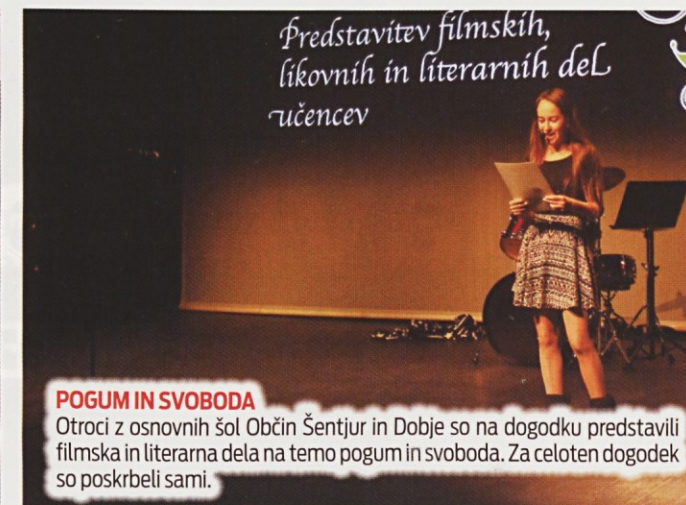 Predstavitev filmskih,
likovnih in literarnih del
učencev
POGUM IN SVOBODA
Otroci z osnovnih šol Občin Šentjur in Dobje so na dogodku predstavili
filmska in literarna dela na temo pogum in svoboda. Za celoten dogodek
so poskrbeli sami.